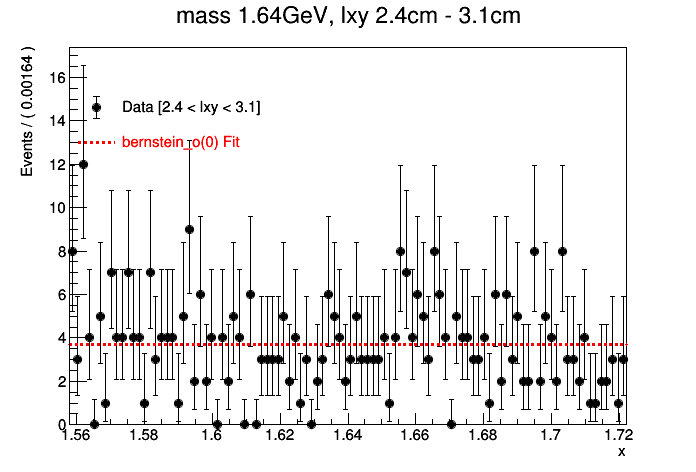 mass 1.64GeV, lxy 2.4cm - 3.1cm
Events / ( 0.00164 )
16
14
12
10
8
6
4
2
0
Data [2.4 < lxy < 3.1]
bernstein_o(0) Fit
1.56 1.58 1.6 1.62 1.64 1.66 1.68 1.7 1.72
x